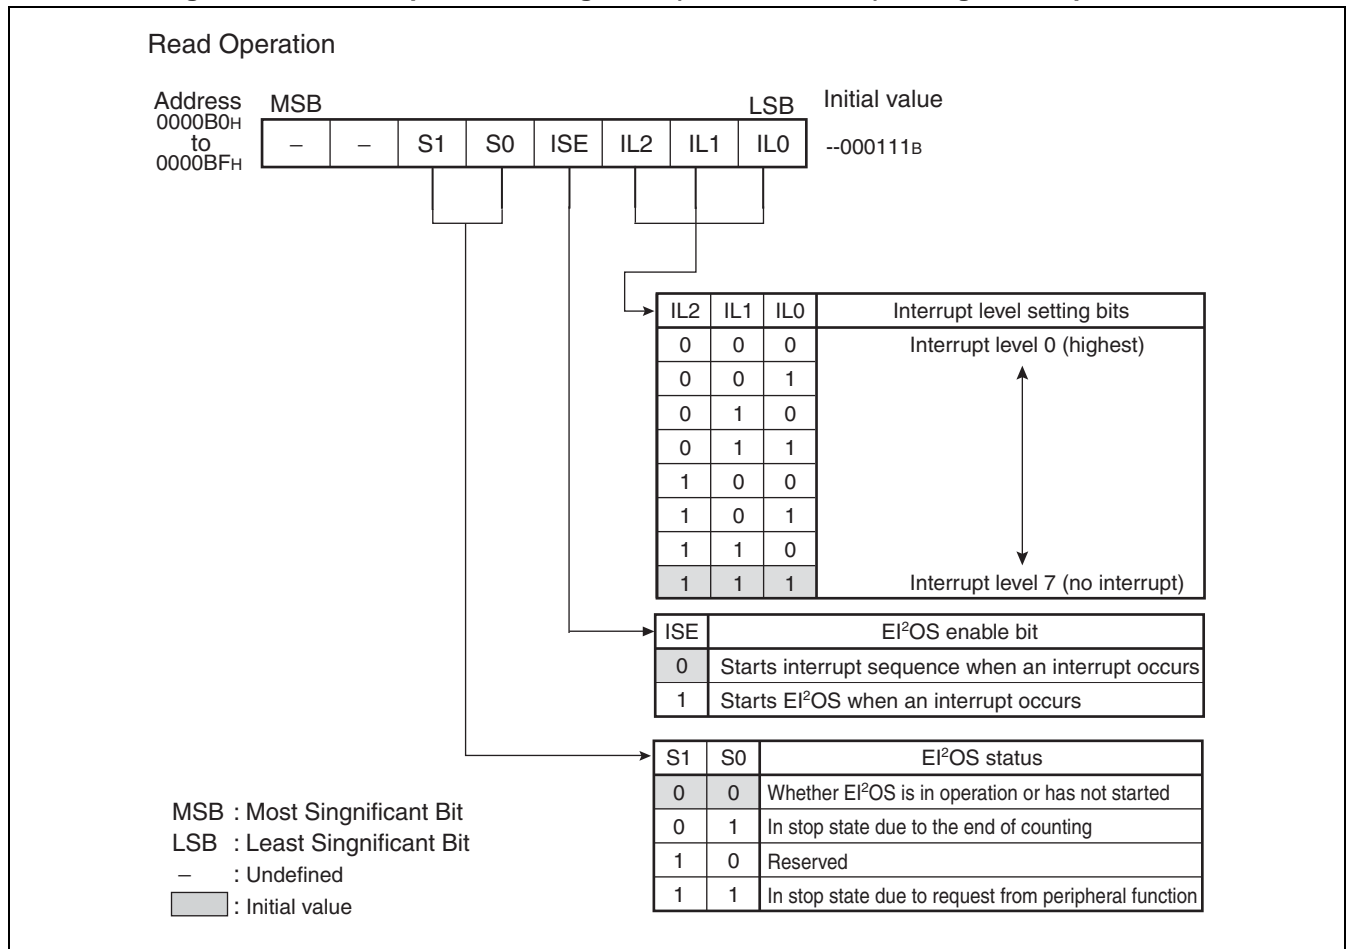 Read Operation
Address MSB LSB Initial value
0000B0H
to
0000BFH
– – S1 S0 ISE IL2 IL1 IL0 --000111B
IL2 IL1 IL0 Interrupt level setting bits
0 0 0 Interrupt level 0 (highest)
0 0 1
0 1 0
0 1 1
1 0 0
1 0 1
1 1 0
1 1 1 Interrupt level 7 (no interrupt)
ISE EI²OS enable bit
0 Starts interrupt sequence when an interrupt occurs
1 Starts EI²OS when an interrupt occurs
S1 S0 EI²OS status
0 0 Whether EI²OS is in operation or has not started
0 1 In stop state due to the end of counting
1 0 Reserved
1 1 In stop state due to request from peripheral function
MSB : Most Singnificant Bit
LSB : Least Singnificant Bit
– : Undefined
: Initial value